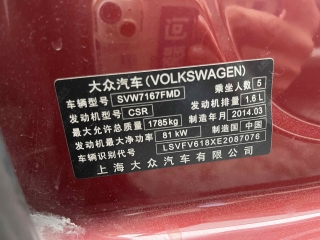 大众汽车(VOLKSWAGEN)
车辆型号 SVW7167FMD 乘坐人数 5
发动机型号 CSR 发动机排量 1.6 L
最大允许总质量 1785kg 制造年月 2014.03
发动机最大净功率 81 kW 制造国 中国
车辆识别代号 LSVFV618XE2087076
上海大众汽车有限公司